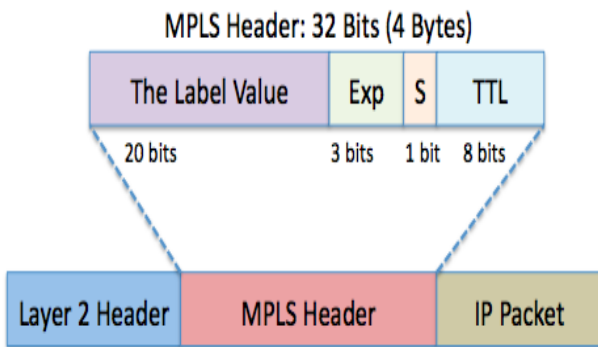 MPLS Header: 32 Bits (4 Bytes)
The Label Value Exp S TTL
20 bits 3 bits 1 bit 8 bits
Layer 2 Header MPLS Header IP Packet